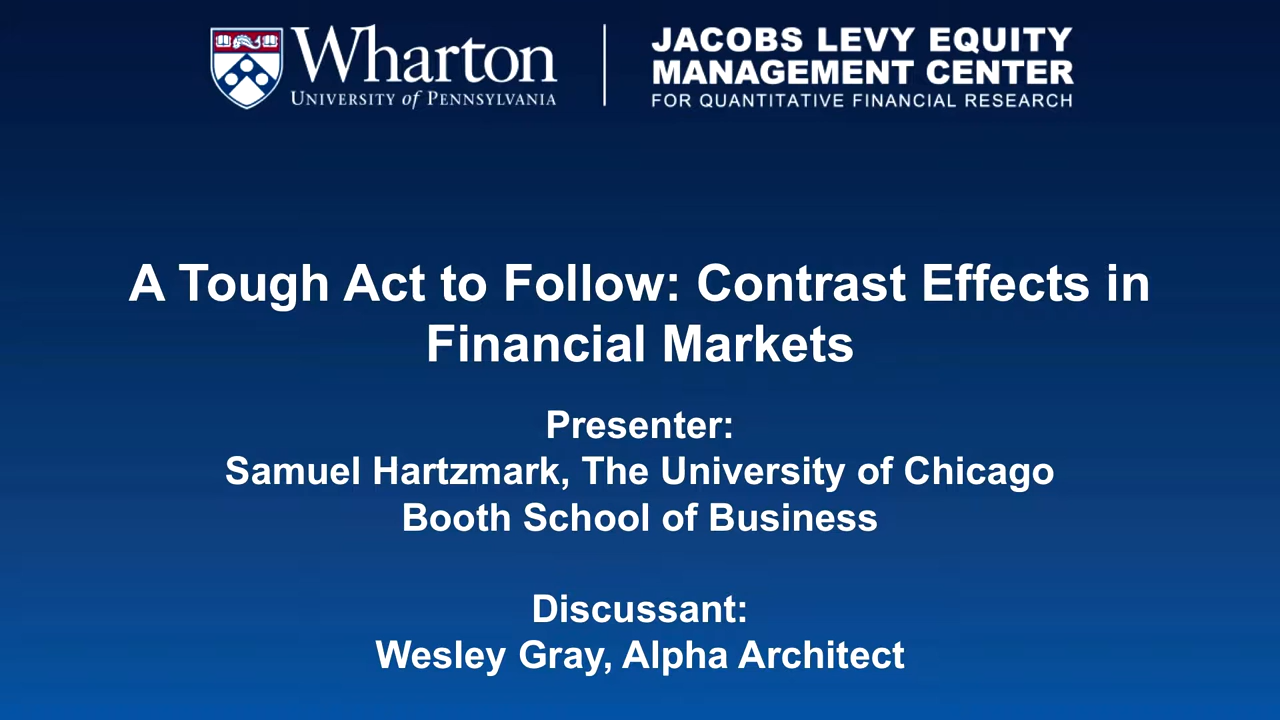 Wharton
UNIVERSITY of PENNSYLVANIA
JACOBS LEVY EQUITY
MANAGEMENT CENTER
FOR QUANTITATIVE FINANCIAL RESEARCH
A Tough Act to Follow: Contrast Effects in
Financial Markets
Presenter:
Samuel Hartzmark, The University of Chicago
Booth School of Business
Discussant:
Wesley Gray, Alpha Architect